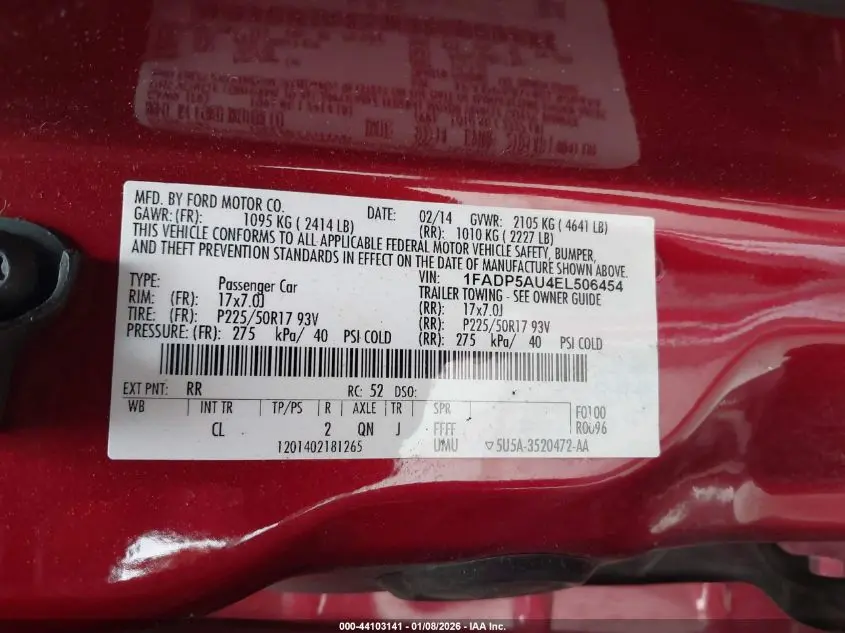 MFD. BY FORD MOTOR CO. DATE: 02/14 GVWR: 2105 KG ( 4641 LB)
GAWR: (FR): 1095 KG ( 2414 LB) (RR): 1010 KG ( 2227 LB)
THIS VEHICLE CONFORMS TO ALL APPLICABLE FEDERAL MOTOR VEHICLE SAFETY, BUMPER,
AND THEFT PREVENTION STANDARDS IN EFFECT ON THE DATE OF MANUFACTURE SHOWN ABOVE.
VIN: 1FADP5AU4EL506454
TYPE: Passenger Car TRAILER TOWING - SEE OWNER GUIDE
RIM: (FR): 17x7.0J (RR): 17x7.0J
TIRE: (FR): P225/50R17 93V (RR): P225/50R17 93V
PRESSURE: (FR): 275 kPa/ 40 PSI COLD (RR): 275 kPa/ 40 PSI COLD
EXT PNT: RR RC: 52 DSO:
WB INT TR TP/PS R AXLE TR SPR F0100
CL 2 QN J FFFF R0096
1201402181265 UMU ▽5U5A-3520472-AA
000-44103141 - 01/08/2026 - IAA Inc.